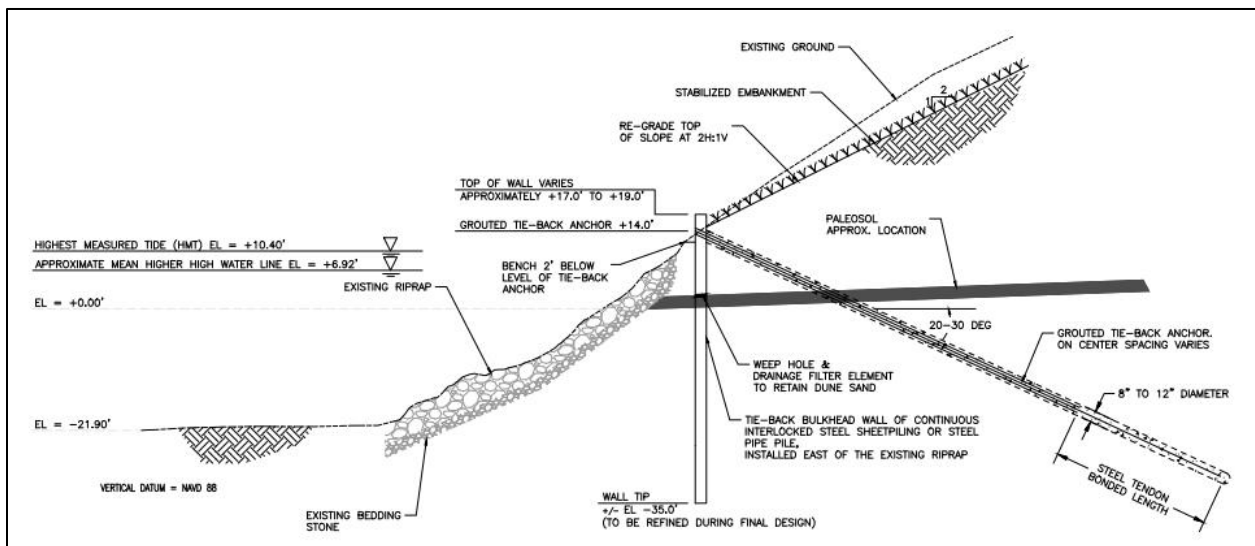 EXISTING GROUND
STABILIZED EMBANKMENT
2
1
RE-GRADE TOP
OF SLOPE AT 2H:1V
TOP OF WALL VARIES
APPROXIMATELY +17.0' TO +19.0'
GROUTED TIE-BACK ANCHOR +14.0'
PALEOSOL
APPROX. LOCATION
HIGHEST MEASURED TIDE (HMT) EL = +10.40'
APPROXIMATE MEAN HIGHER HIGH WATER LINE EL = +6.92'
BENCH 2' BELOW
LEVEL OF TIE-BACK
ANCHOR
EXISTING RIPRAP
EL = +0.00'
20-30 DEG
GROUTED TIE-BACK ANCHOR.
ON CENTER SPACING VARIES
WEEP HOLE &
DRAINAGE FILTER ELEMENT
TO RETAIN DUNE SAND
8" TO 12" DIAMETER
EL = -21.90'
TIE-BACK BULKHEAD WALL OF CONTINUOUS
INTERLOCKED STEEL SHEETPILING OR STEEL
PIPE PILE,
INSTALLED EAST OF THE EXISTING RIPRAP
STEEL TENDON
BONDED LENGTH
VERTICAL DATUM = NAVD 88
EXISTING BEDDING
STONE
WALL TIP
+/- EL -35.0'
(TO BE REFINED DURING FINAL DESIGN)